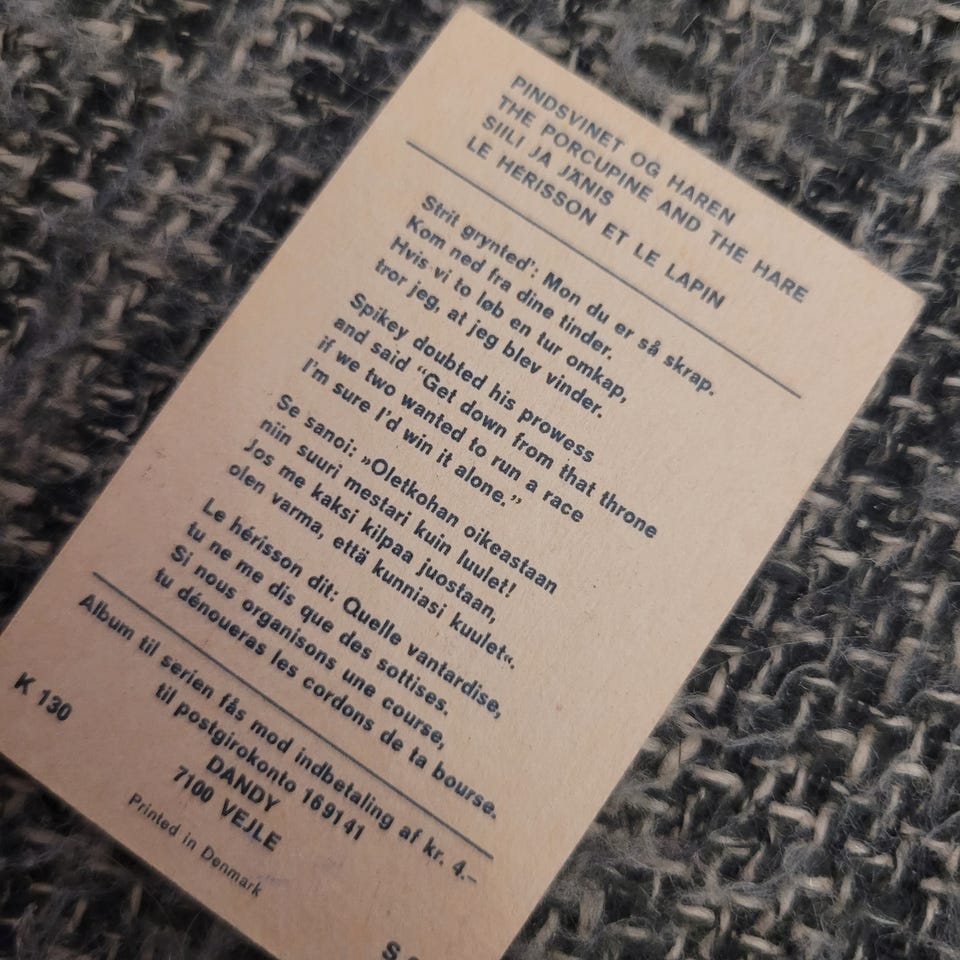 PINDSVINET OG HAREN
THE PORCUPINE AND THE HARE
SIILI JA JÄNIS
LE HERISSON ET LE LAPIN
Strit grynted': Mon du er så skrap.
Kom ned fra dine tinder.
Hvis vi to løb en tur omkap,
tror jeg, at jeg blev vinder.
Spikey doubted his prowess
and said "Get down from that throne
if we two wanted to run a race
I'm sure I'd win it alone."
Se sanoi: »Oletkohan oikeastaan
niin suuri mestari kuin luulet!
Jos me kaksi kilpaa juostaan,
olen varma, että kunniasi kuulet«.
Le hérisson dit: Quelle vantardise,
tu ne me dis que des sottises.
Si nous organisons une course,
tu dénoueras les cordons de ta bourse.
Album til serien fås mod indbetaling af kr. 4.-
til postgirokonto 169141
DANDY
7100 VEJLE
K 130
Printed in Denmark